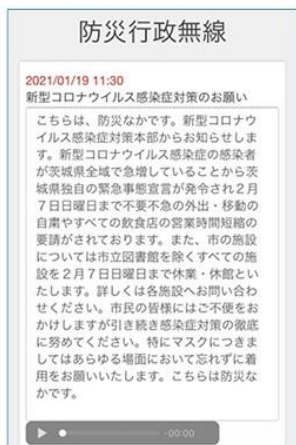 防災行政無線
2021/01/19 11:30
新型コロナウイルス感染症対策のお願い
こちらは、防災なかです。新型コロナウ
イルス感染症対策本部からお知らせしま
す。新型コロナウイルス感染症の感染者
が茨城県全域で急増していることから茨
城県独自の緊急事態宣言が発令され２月
７日日曜日まで不要不急の外出・移動の
自粛やすべての飲食店の営業時間短縮の
要請がされております。また、市の施設
については市立図書館を除くすべての施
設を２月７日日曜日まで休業・休館とい
たします。詳しくは各施設へお問い合わ
せください。市民の皆様にはご不便をお
かけしますが引き続き感染症対策の徹底
に努めてください。特にマスクにつきま
してはあらゆる場面において忘れずに着
用をお願いいたします。こちらは防災な
かです。
-00:00